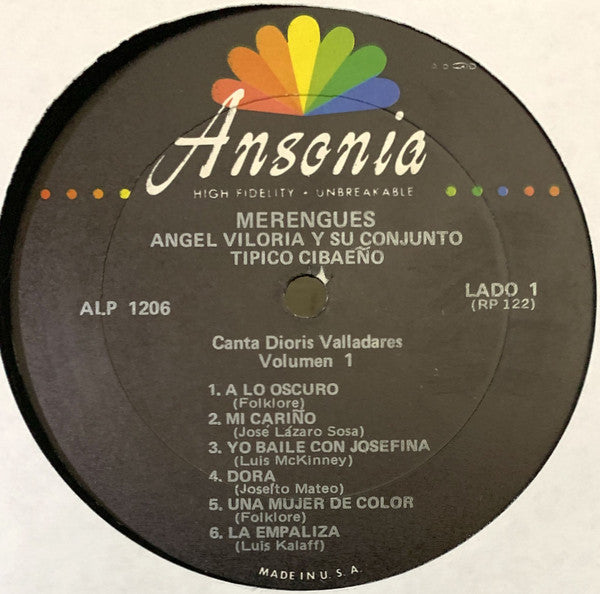 Ansonia
HIGH FIDELITY • UNBREAKABLE
MERENGUES
ANGEL VILORIA Y SU CONJUNTO
TIPICO CIBAEÑO
ALP 1206
LADO 1
(RP 122)
Canta Dioris Valladares
Volumen 1
1. A LO OSCURO
(Folklore)
2. MI CARIÑO
(José Lázaro Sosa)
3. YO BAILE CON JOSEFINA
(Luis McKinney)
4. DORA
(Joseíto Mateo)
5. UNA MUJER DE COLOR
(Folklore)
6. LA EMPALIZA
(Luis Kalaff)
MADE IN U. S. A.